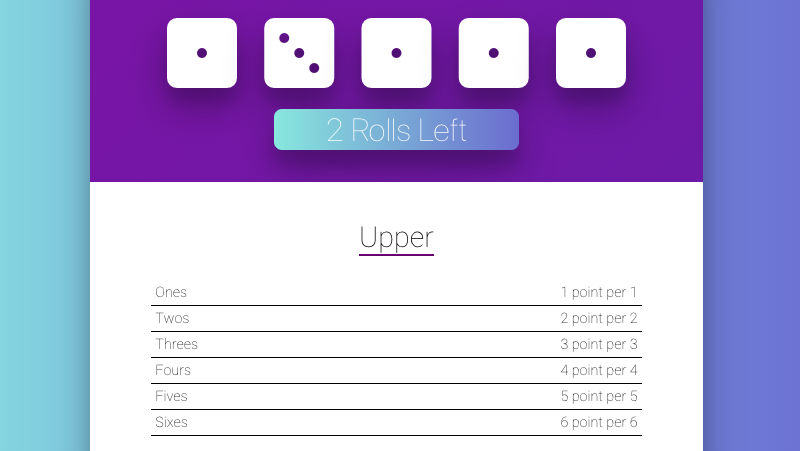 2 Rolls Left
Upper
Ones 1 point per 1
Twos 2 point per 2
Threes 3 point per 3
Fours 4 point per 4
Fives 5 point per 5
Sixes 6 point per 6